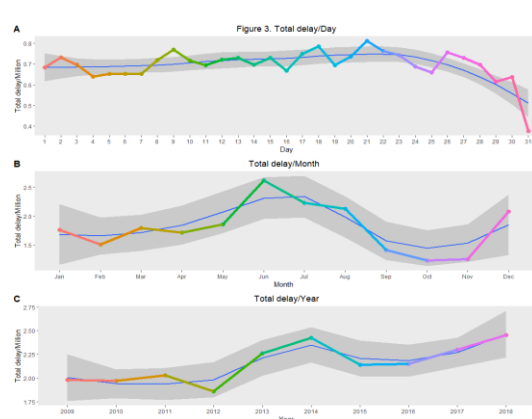 A Figure 3. Total delay/Day
Total delay/Million
0.8
0.7
0.6
0.5
0.4
1 2 3 4 5 6 7 8 9 10 11 12 13 14 15 16 17 18 19 20 21 22 23 24 25 26 27 28 29 30 31
Day
B Total delay/Month
Total delay/Million
2.5
2.0
1.5
Jan Feb Mar Apr May Jun Jul Aug Sep Oct Nov Dec
Month
C Total delay/Year
Total delay/Million
2.75
2.50
2.25
2.00
1.75
2009 2010 2011 2012 2013 2014 2015 2016 2017 2018
Year